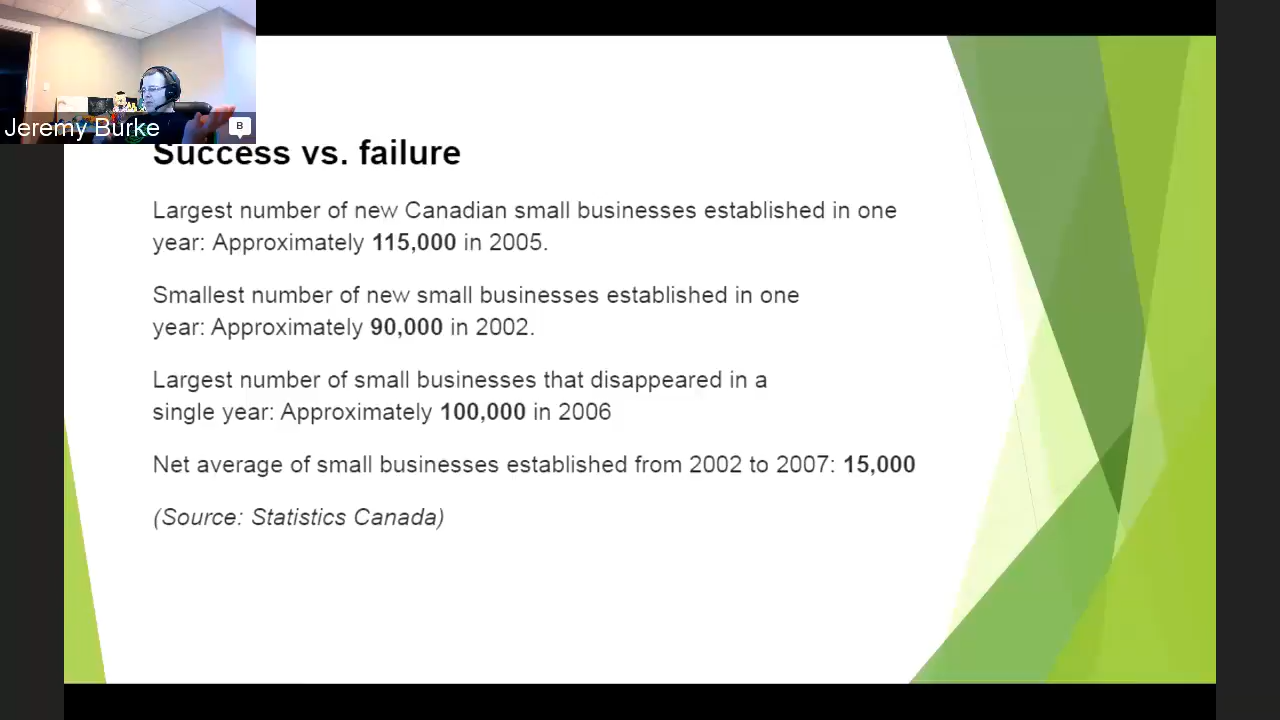 Jeremy Burke
B
Success vs. failure
Largest number of new Canadian small businesses established in one
year: Approximately 115,000 in 2005.
Smallest number of new small businesses established in one
year: Approximately 90,000 in 2002.
Largest number of small businesses that disappeared in a
single year: Approximately 100,000 in 2006
Net average of small businesses established from 2002 to 2007: 15,000
(Source: Statistics Canada)